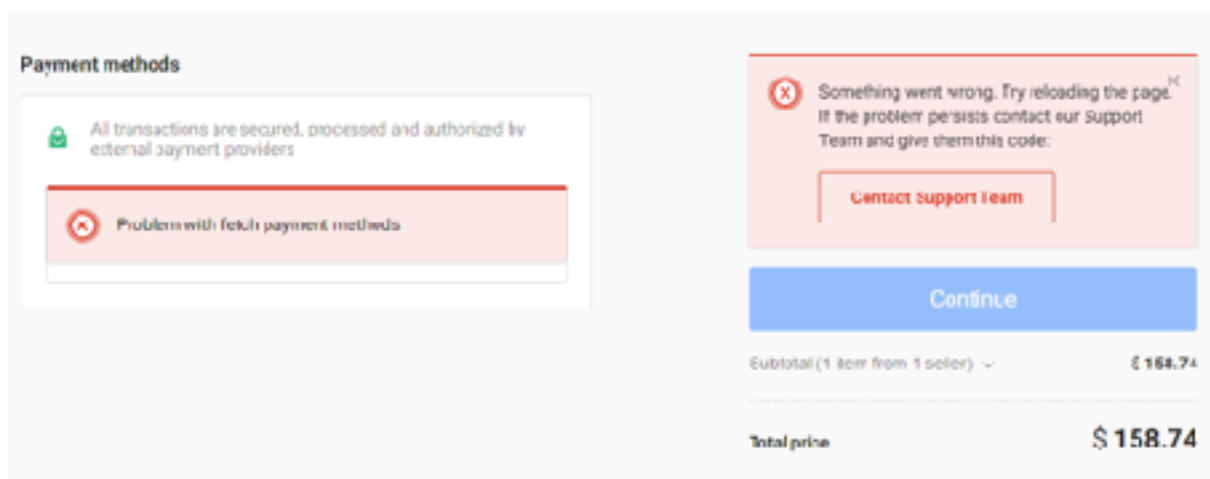 Payment methods
All transactions are secured, processed and authorized by
external payment providers
Problem with fetch payment methods
Something went wrong. Try reloading the page.
If the problem persists contact our Support
Team and give them this code:
Contact Support Team
Continue
Subtotal (1 item from 1 seller)
$ 158.74
Total price
$ 158.74